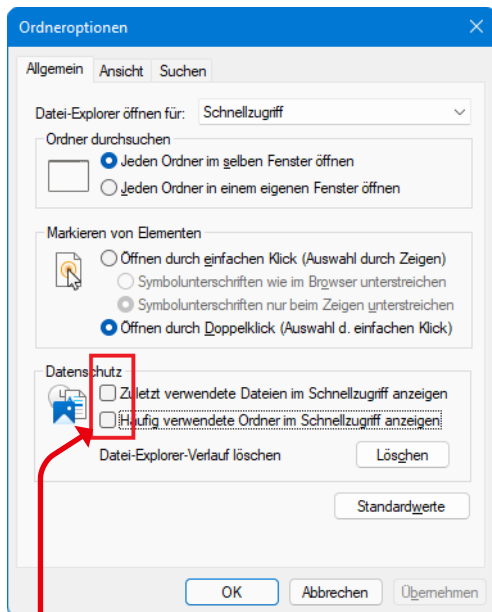 Ordneroptionen
Allgemein Ansicht Suchen
Datei-Explorer öffnen für: Schnellzugriff
Ordner durchsuchen
Jeden Ordner im selben Fenster öffnen
Jeden Ordner in einem eigenen Fenster öffnen
Markieren von Elementen
Öffnen durch einfachen Klick (Auswahl durch Zeigen)
Symbolunterschriften wie im Browser unterstreichen
Symbolunterschriften nur beim Zeigen unterstreichen
Öffnen durch Doppelklick (Auswahl d. einfachen Klick)
Datenschutz
Zuletzt verwendete Dateien im Schnellzugriff anzeigen
Häufig verwendete Ordner im Schnellzugriff anzeigen
Datei-Explorer-Verlauf löschen Löschen
Standardwerte
OK Abbrechen Übernehmen